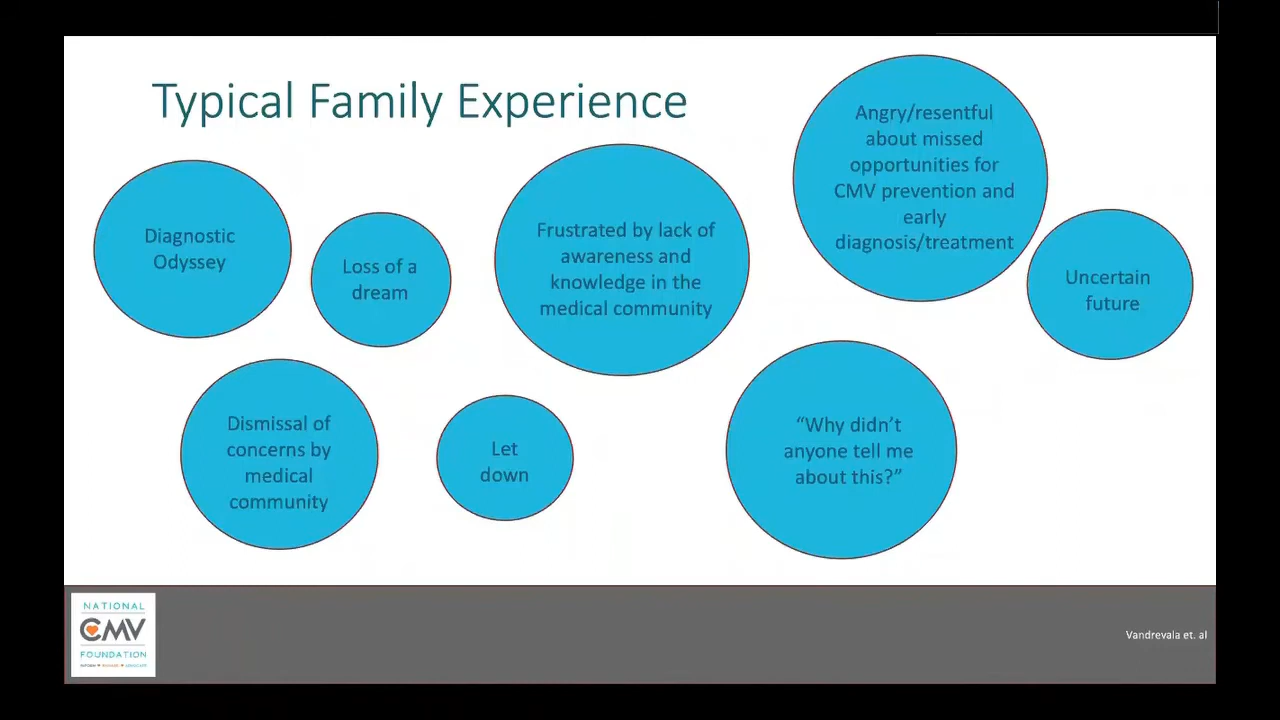 Typical Family Experience
Diagnostic
Odyssey
Loss of a
dream
Frustrated by lack of
awareness and
knowledge in the
medical community
Angry/resentful
about missed
opportunities for
CMV prevention and
early
diagnosis/treatment
Uncertain
future
Dismissal of
concerns by
medical
community
Let
down
“Why didn’t
anyone tell me
about this?”
NATIONAL
CMV
FOUNDATION
Vandrevala et. al